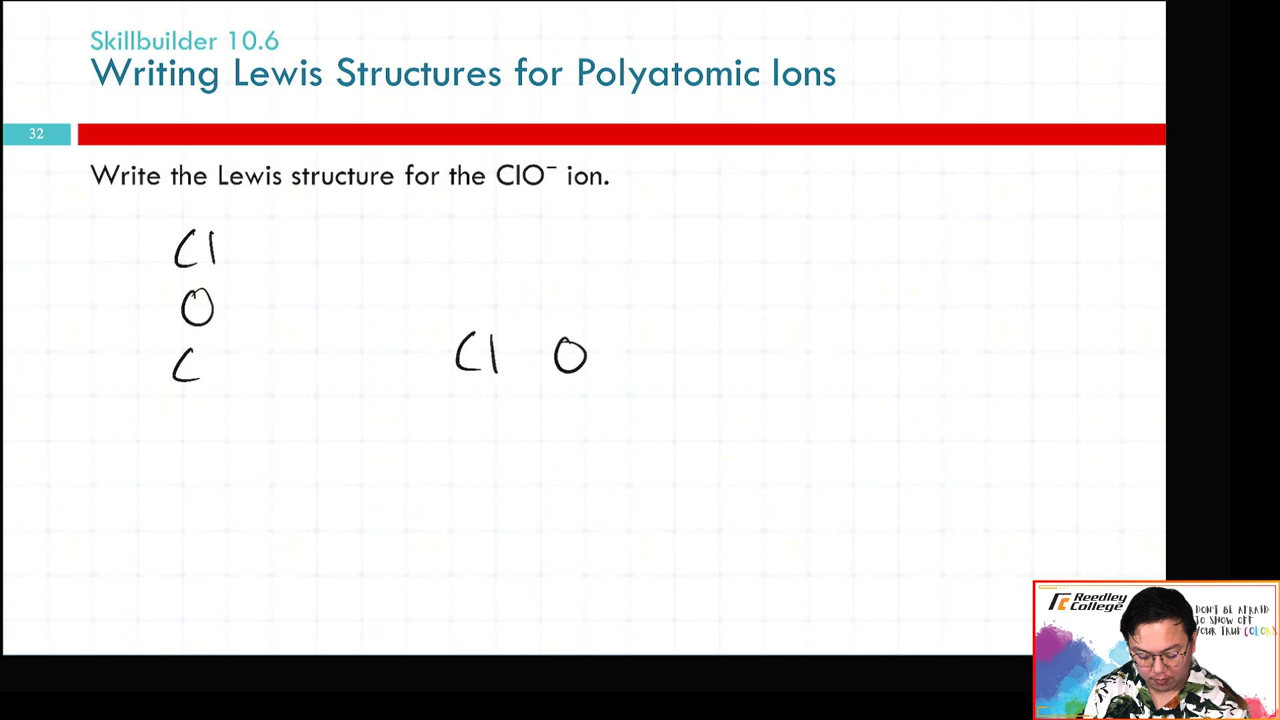 Skillbuilder 10.6
Writing Lewis Structures for Polyatomic Ions
32
Write the Lewis structure for the ClO⁻ ion.
Cl
O
C
Cl O
Reedley
College
DON'T BE AFRAID
TO SHOW OFF
YOUR TRUE COLORS